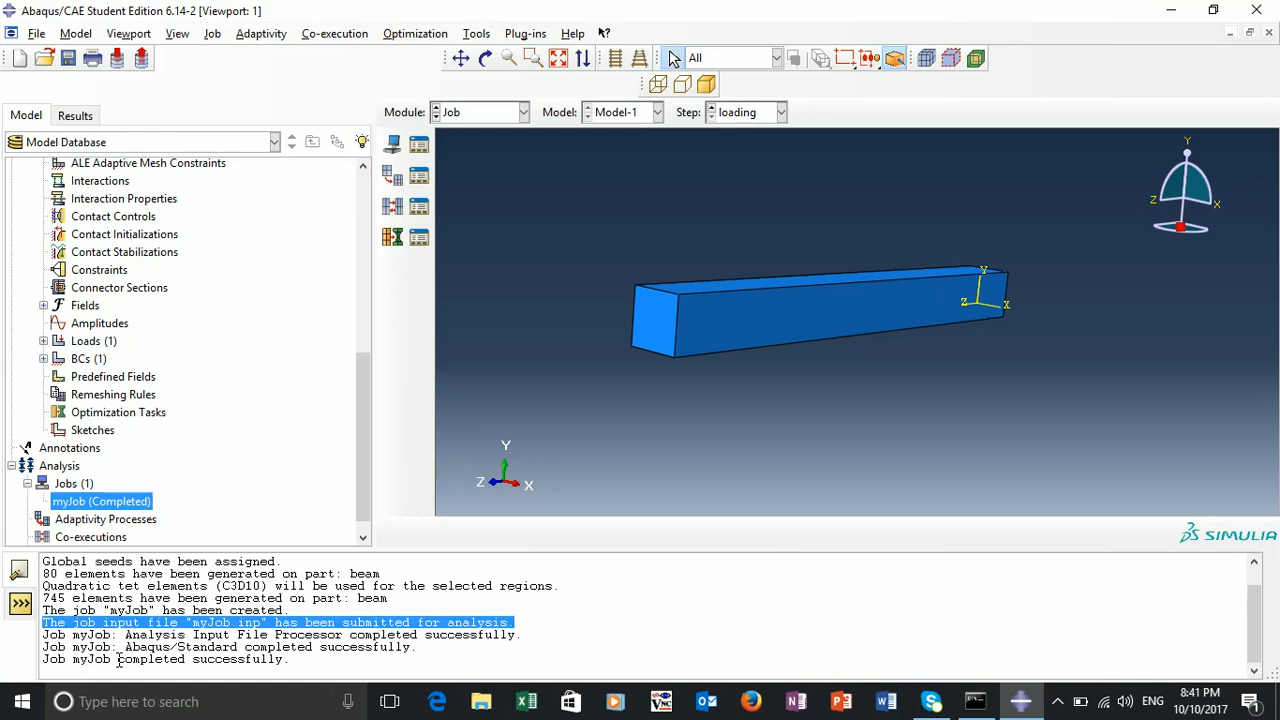 Abaqus/CAE Student Edition 6.14-2 [Viewport: 1]
File Model Viewport View Job Adaptivity Co-execution Optimization Tools Plug-ins Help
All
Model Results
Module: Job Model: Model-1 Step: loading
Model Database
ALE Adaptive Mesh Constraints
Interactions
Interaction Properties
Contact Controls
Contact Initializations
Contact Stabilizations
Constraints
Connector Sections
Fields
Amplitudes
Loads (1)
BCs (1)
Predefined Fields
Remeshing Rules
Optimization Tasks
Sketches
Annotations
Analysis
Jobs (1)
myJob (Completed)
Adaptivity Processes
Co-executions
Y
Z
X
Y
Z
X
Y
Z
X
SIMULIA
Global seeds have been assigned.
80 elements have been generated on part: beam
Quadratic tet elements (C3D10) will be used for the selected regions.
745 elements have been generated on part: beam
The job "myJob" has been created.
The job input file "myJob.inp" has been submitted for analysis.
Job myJob: Analysis Input File Processor completed successfully.
Job myJob: Abaqus/Standard completed successfully.
Job myJob completed successfully.
>>>
Type here to search
ENG
8:41 PM
10/10/2017